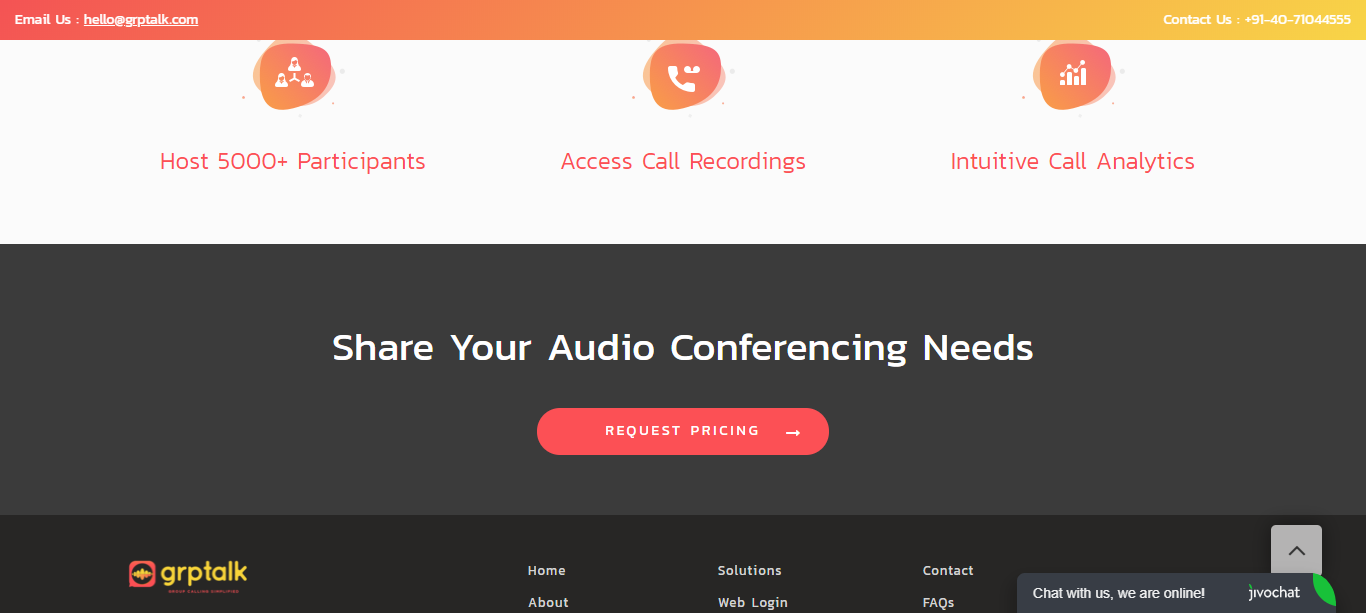 Email Us : hello@grptalk.com
Contact Us : +91-40-71044555
Host 5000+ Participants
Access Call Recordings
Intuitive Call Analytics
Share Your Audio Conferencing Needs
REQUEST PRICING
grptalk
GROUP CALLING SIMPLIFIED
Home
Solutions
Contact
About
Web Login
FAQs
Chat with us, we are online!
jivochat